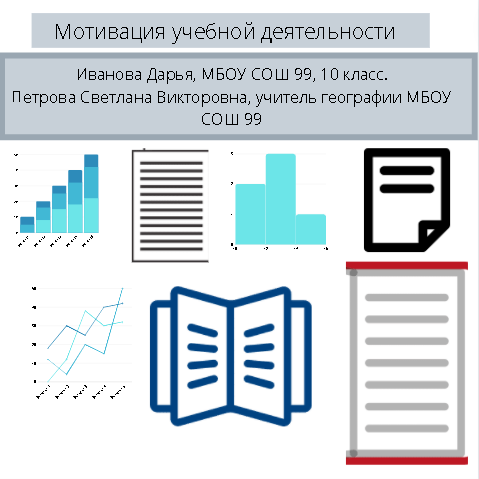 Мотивация учебной деятельности
Иванова Дарья, МБОУ СОШ 99, 10 класс.
Петрова Светлана Викторовна, учитель географии МБОУ
СОШ 99